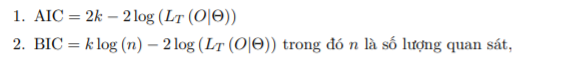 1. AIC = 2k − 2 log (L_T (O|Θ))
2. BIC = k log (n) − 2 log (L_T (O|Θ)) trong đó n là số lượng quan sát,